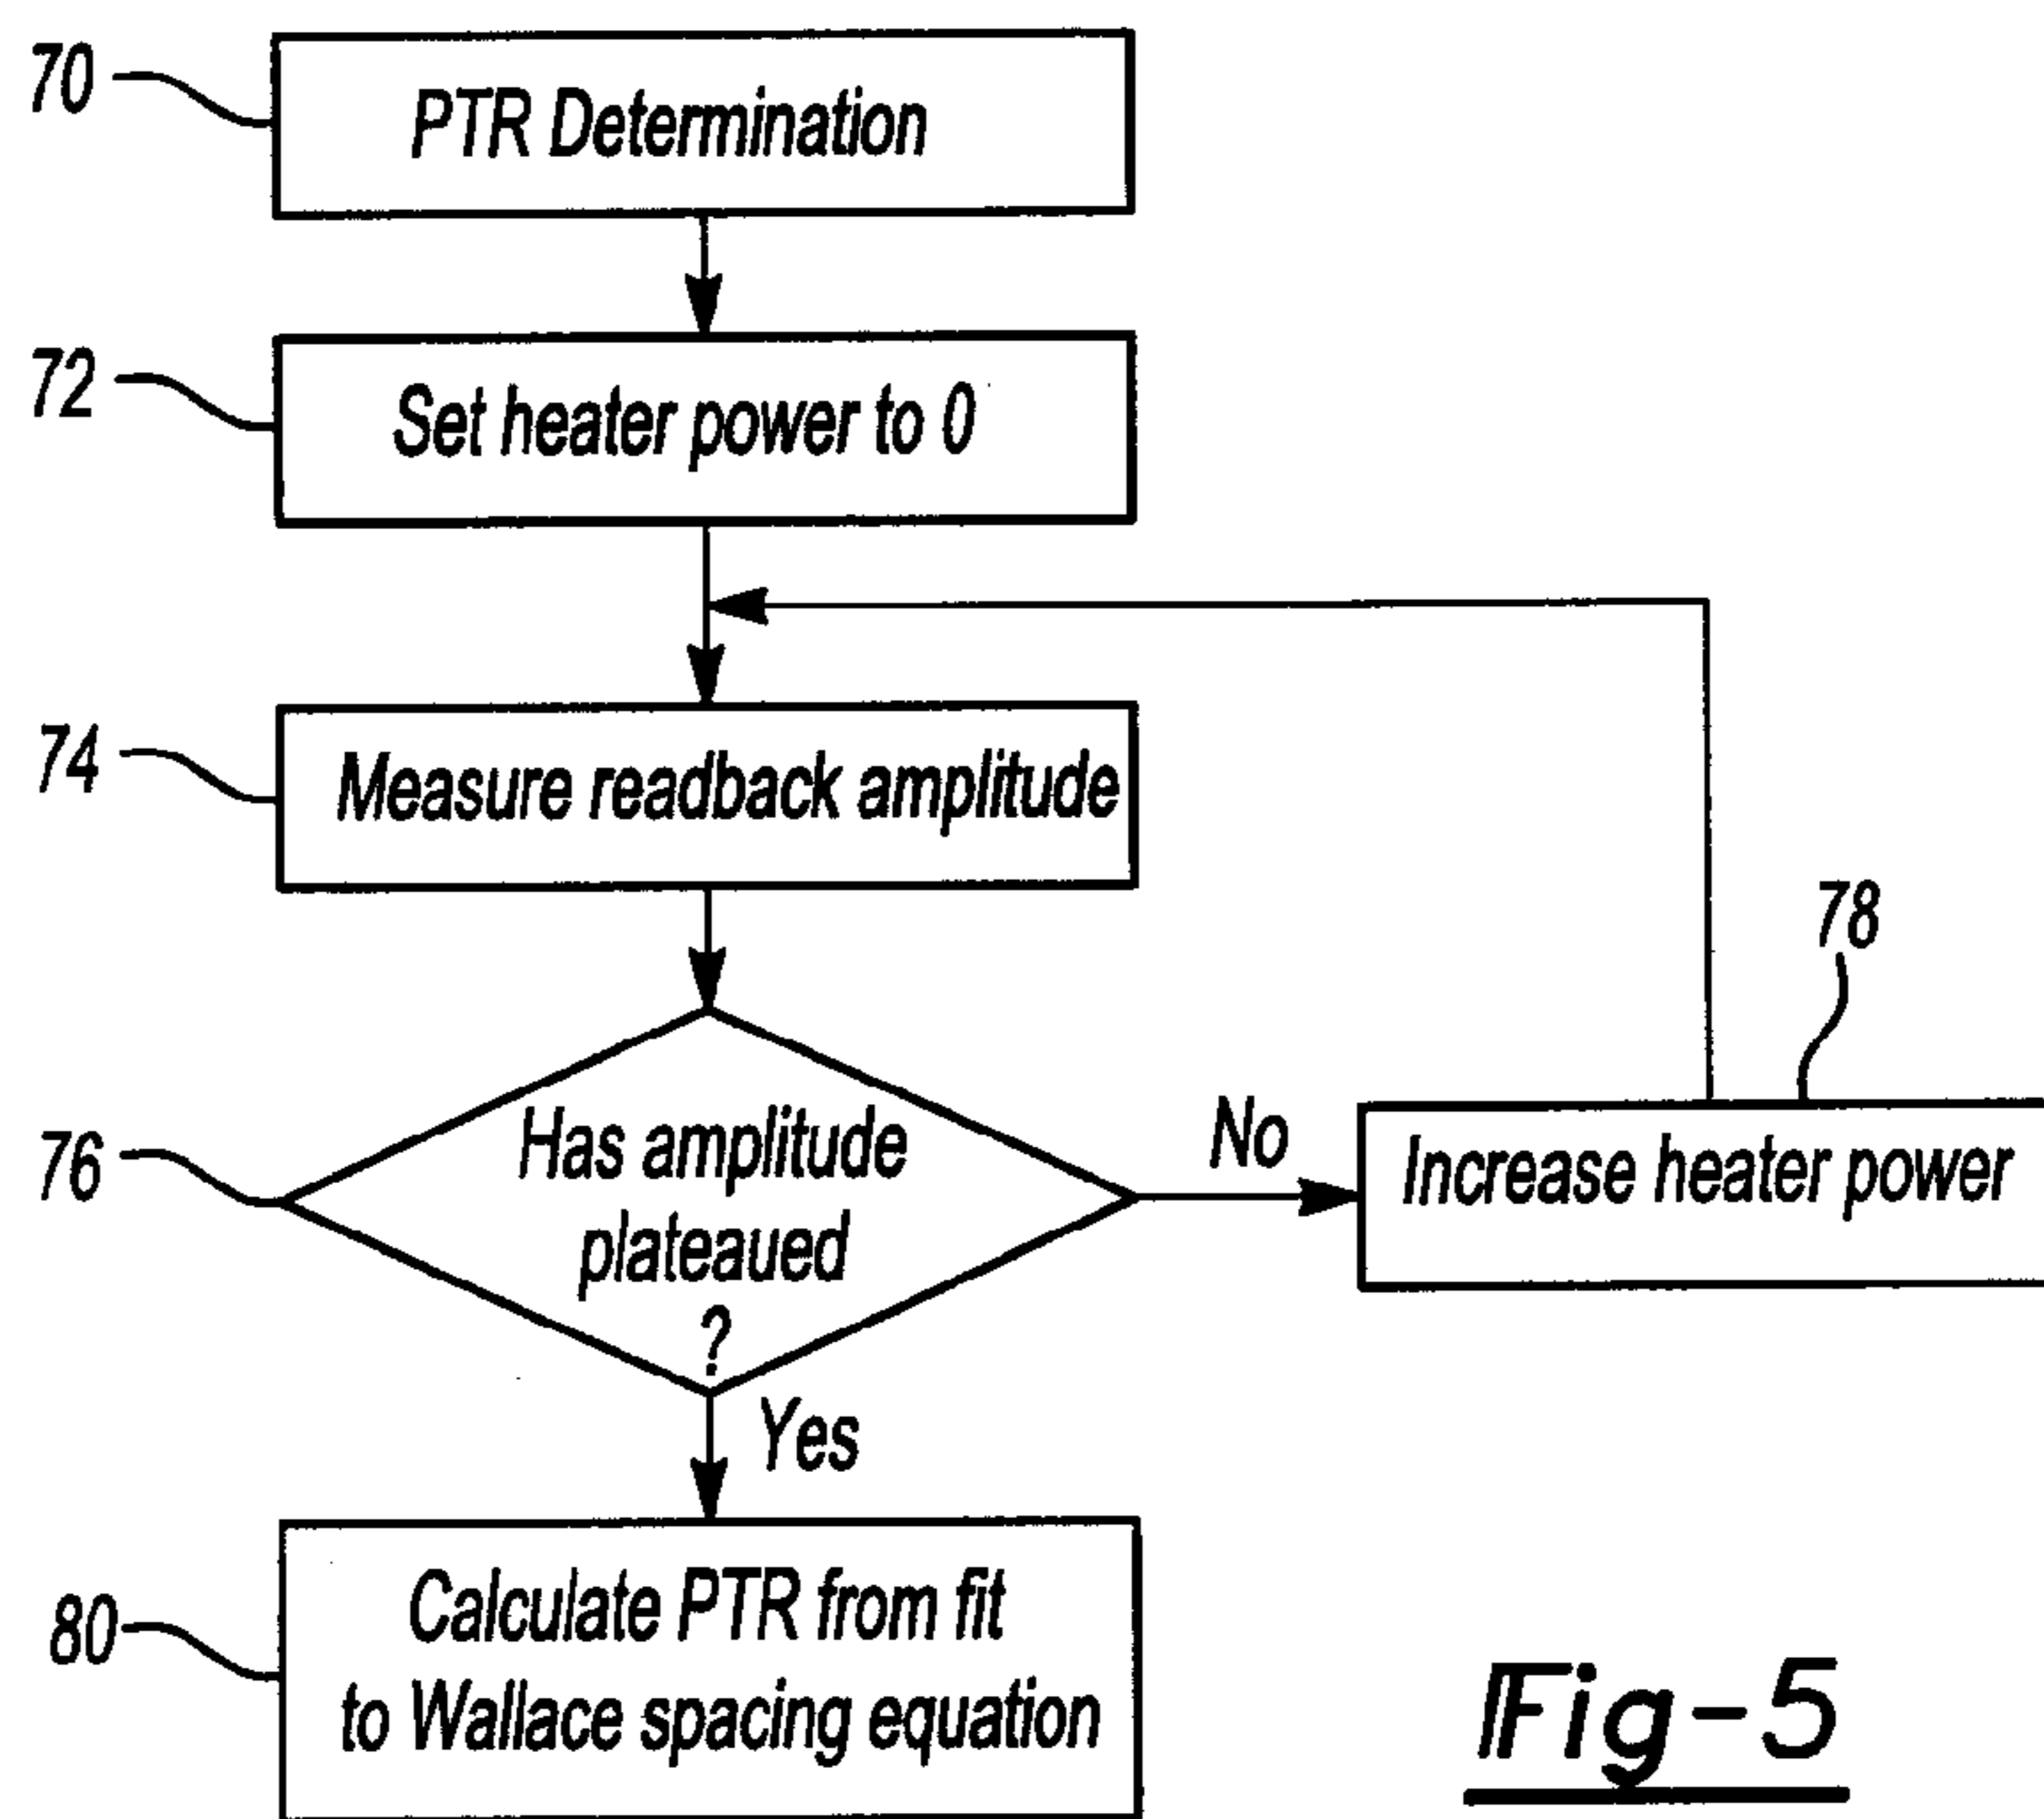 70
PTR Determination
72
Set heater power to 0
74
Measure readback amplitude
76
Has amplitude
plateaued
?
No
78
Increase heater power
Yes
80
Calculate PTR from fit
to Wallace spacing equation
Fig-5